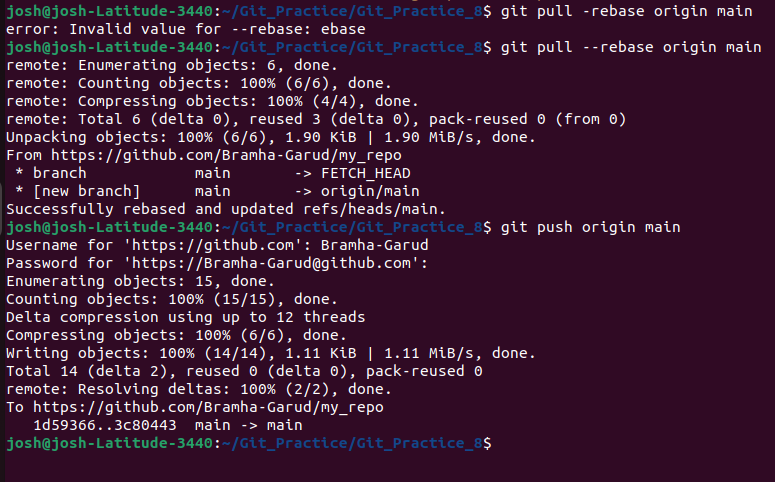 josh@josh-Latitude-3440:~/Git_Practice/Git_Practice_8$ git pull -rebase origin main
error: Invalid value for --rebase: ebase
josh@josh-Latitude-3440:~/Git_Practice/Git_Practice_8$ git pull --rebase origin main
remote: Enumerating objects: 6, done.
remote: Counting objects: 100% (6/6), done.
remote: Compressing objects: 100% (4/4), done.
remote: Total 6 (delta 0), reused 3 (delta 0), pack-reused 0 (from 0)
Unpacking objects: 100% (6/6), 1.90 KiB | 1.90 MiB/s, done.
From https://github.com/Bramha-Garud/my_repo
 * branch            main       -> FETCH_HEAD
 * [new branch]      main       -> origin/main
Successfully rebased and updated refs/heads/main.
josh@josh-Latitude-3440:~/Git_Practice/Git_Practice_8$ git push origin main
Username for 'https://github.com': Bramha-Garud
Password for 'https://Bramha-Garud@github.com':
Enumerating objects: 15, done.
Counting objects: 100% (15/15), done.
Delta compression using up to 12 threads
Compressing objects: 100% (6/6), done.
Writing objects: 100% (14/14), 1.11 KiB | 1.11 MiB/s, done.
Total 14 (delta 2), reused 0 (delta 0), pack-reused 0
remote: Resolving deltas: 100% (2/2), done.
To https://github.com/Bramha-Garud/my_repo
   1d59366..3c80443  main -> main
josh@josh-Latitude-3440:~/Git_Practice/Git_Practice_8$